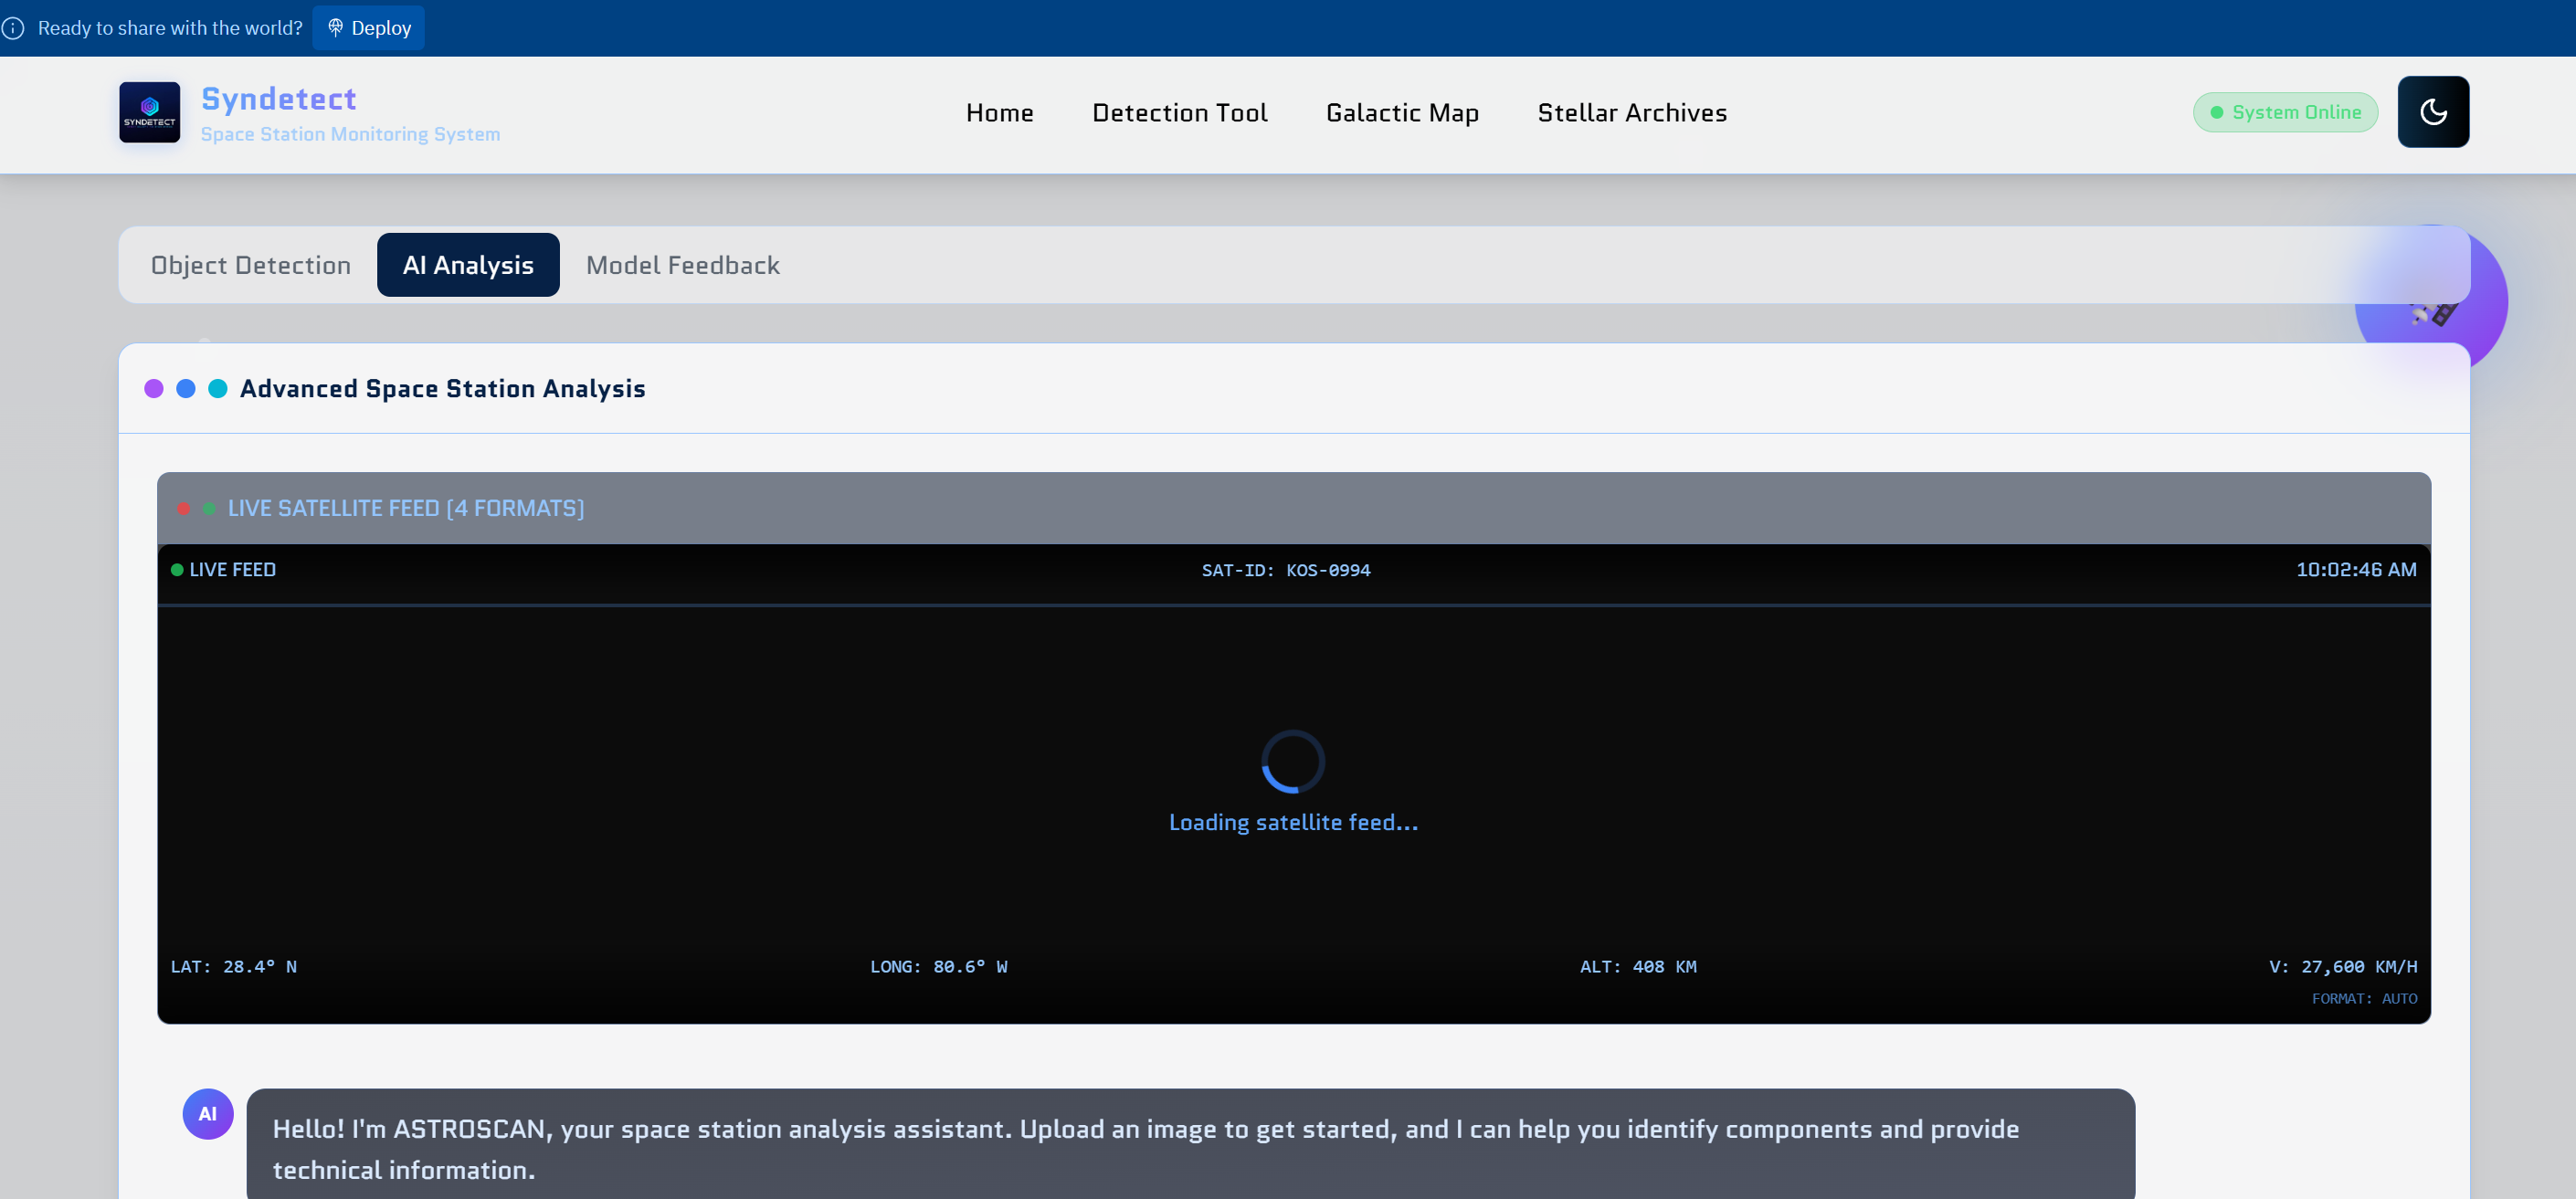 Ready to share with the world? Deploy
SYNDETECT
Syndetect
Space Station Monitoring System
Home Detection Tool Galactic Map Stellar Archives
System Online
Object Detection AI Analysis Model Feedback
Advanced Space Station Analysis
LIVE SATELLITE FEED [4 FORMATS]
LIVE FEED SAT-ID: KOS-0994 10:02:46 AM
Loading satellite feed...
LAT: 28.4° N LONG: 80.6° W ALT: 408 KM V: 27,600 KM/H
FORMAT: AUTO
AI
Hello! I'm ASTROSCAN, your space station analysis assistant. Upload an image to get started, and I can help you identify components and provide
technical information.